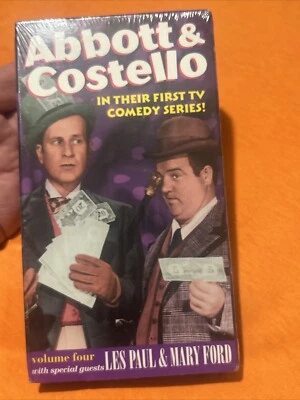 Abbott &
Costello
IN THEIR FIRST TV
COMEDY SERIES!
volume four
with special guests LES PAUL & MARY FORD